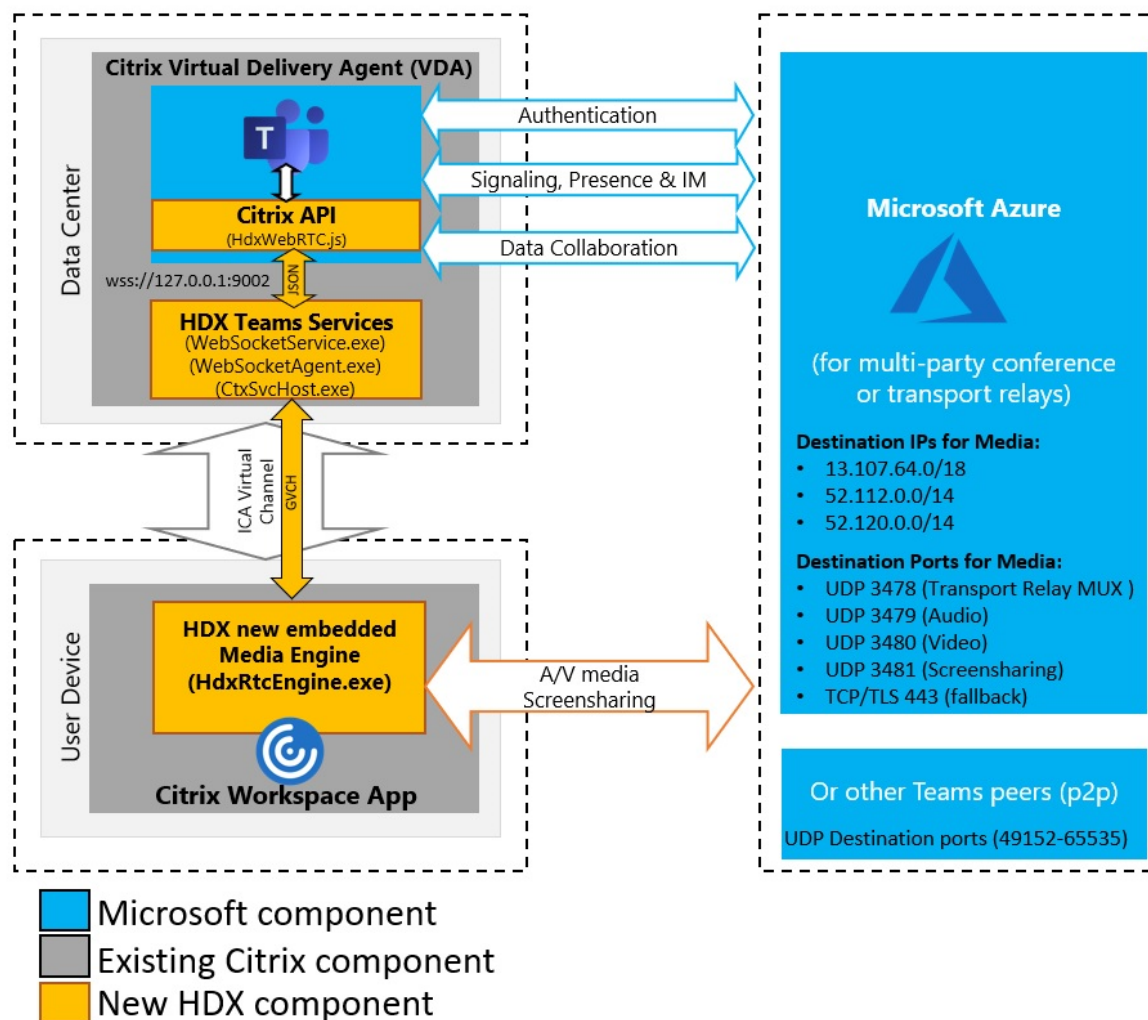 Data Center
Citrix Virtual Delivery Agent (VDA)
T
Citrix API
(HdxWebRTC.js)
wss://127.0.0.1:9002
JSON
HDX Teams Services
(WebSocketService.exe)
(WebSocketAgent.exe)
(CtxSvcHost.exe)
ICA Virtual
Channel
GVCH
User Device
HDX new embedded
Media Engine
(HdxRtcEngine.exe)
Citrix Workspace App
Authentication
Signaling, Presence & IM
Data Collaboration
A/V media
Screensharing
Microsoft Azure
(for multi-party conference
or transport relays)
Destination IPs for Media:
• 13.107.64.0/18
• 52.112.0.0/14
• 52.120.0.0/14
Destination Ports for Media:
• UDP 3478 (Transport Relay MUX )
• UDP 3479 (Audio)
• UDP 3480 (Video)
• UDP 3481 (Screensharing)
• TCP/TLS 443 (fallback)
Or other Teams peers (p2p)
UDP Destination ports (49152-65535)
Microsoft component
Existing Citrix component
New HDX component